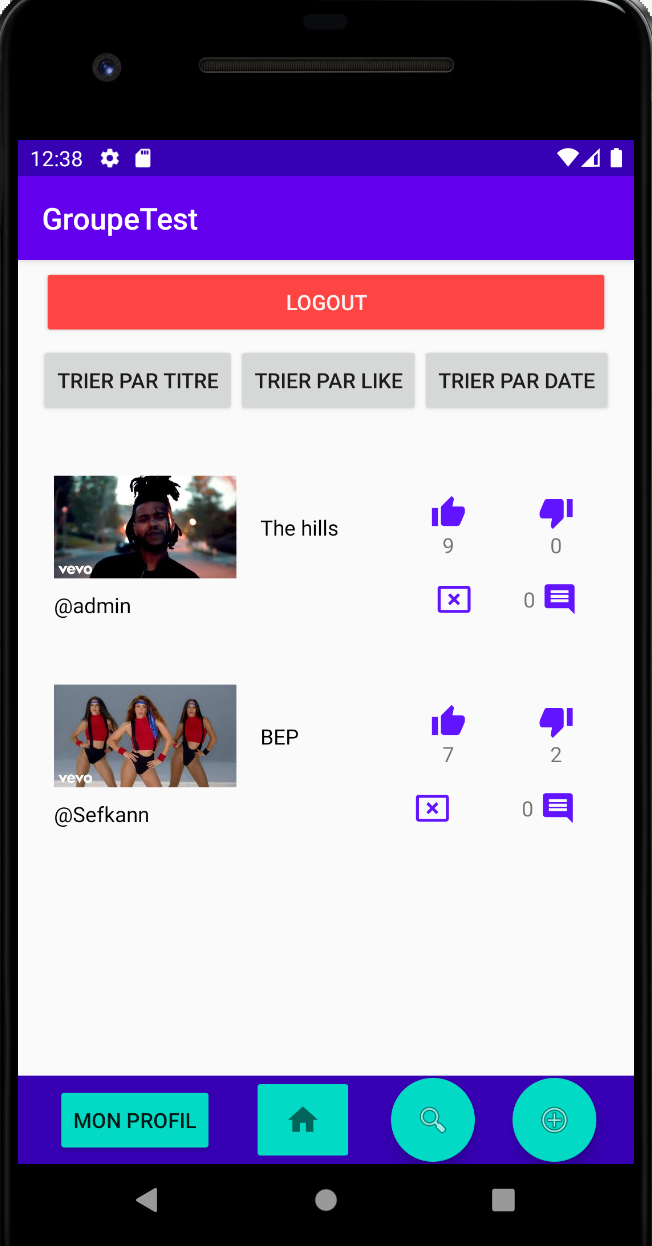 12:38
GroupeTest
LOGOUT
TRIER PAR TITRE TRIER PAR LIKE TRIER PAR DATE
vevo
The hills
9 0
@admin
0
vevo
BEP
7 2
@Sefkann
0
MON PROFIL